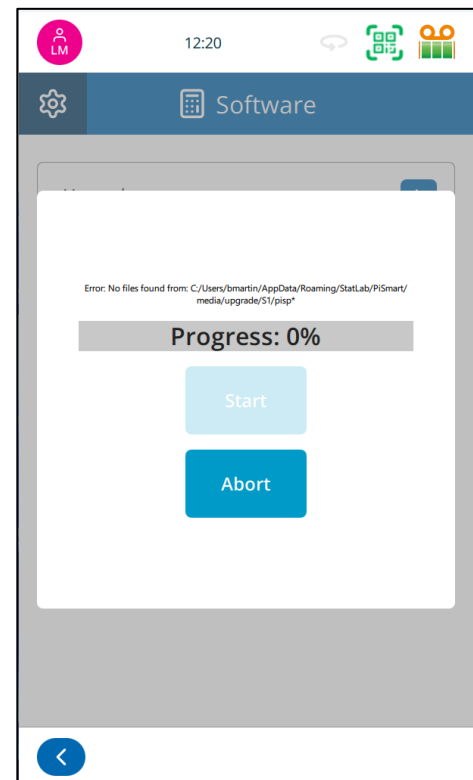 LM
12:20
Software
Error: No files found from: C:/Users/bmartin/AppData/Roaming/StatLab/PiSmart/
media/upgrade/S1/pisp*
Progress: 0%
Start
Abort